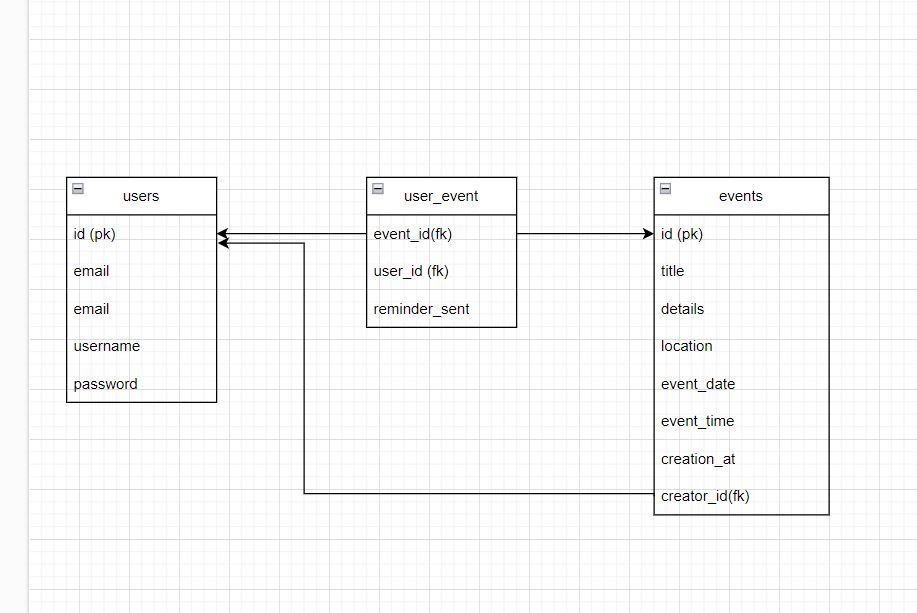 users
id (pk)
email
email
username
password
user_event
event_id(fk)
user_id (fk)
reminder_sent
events
id (pk)
title
details
location
event_date
event_time
creation_at
creator_id(fk)